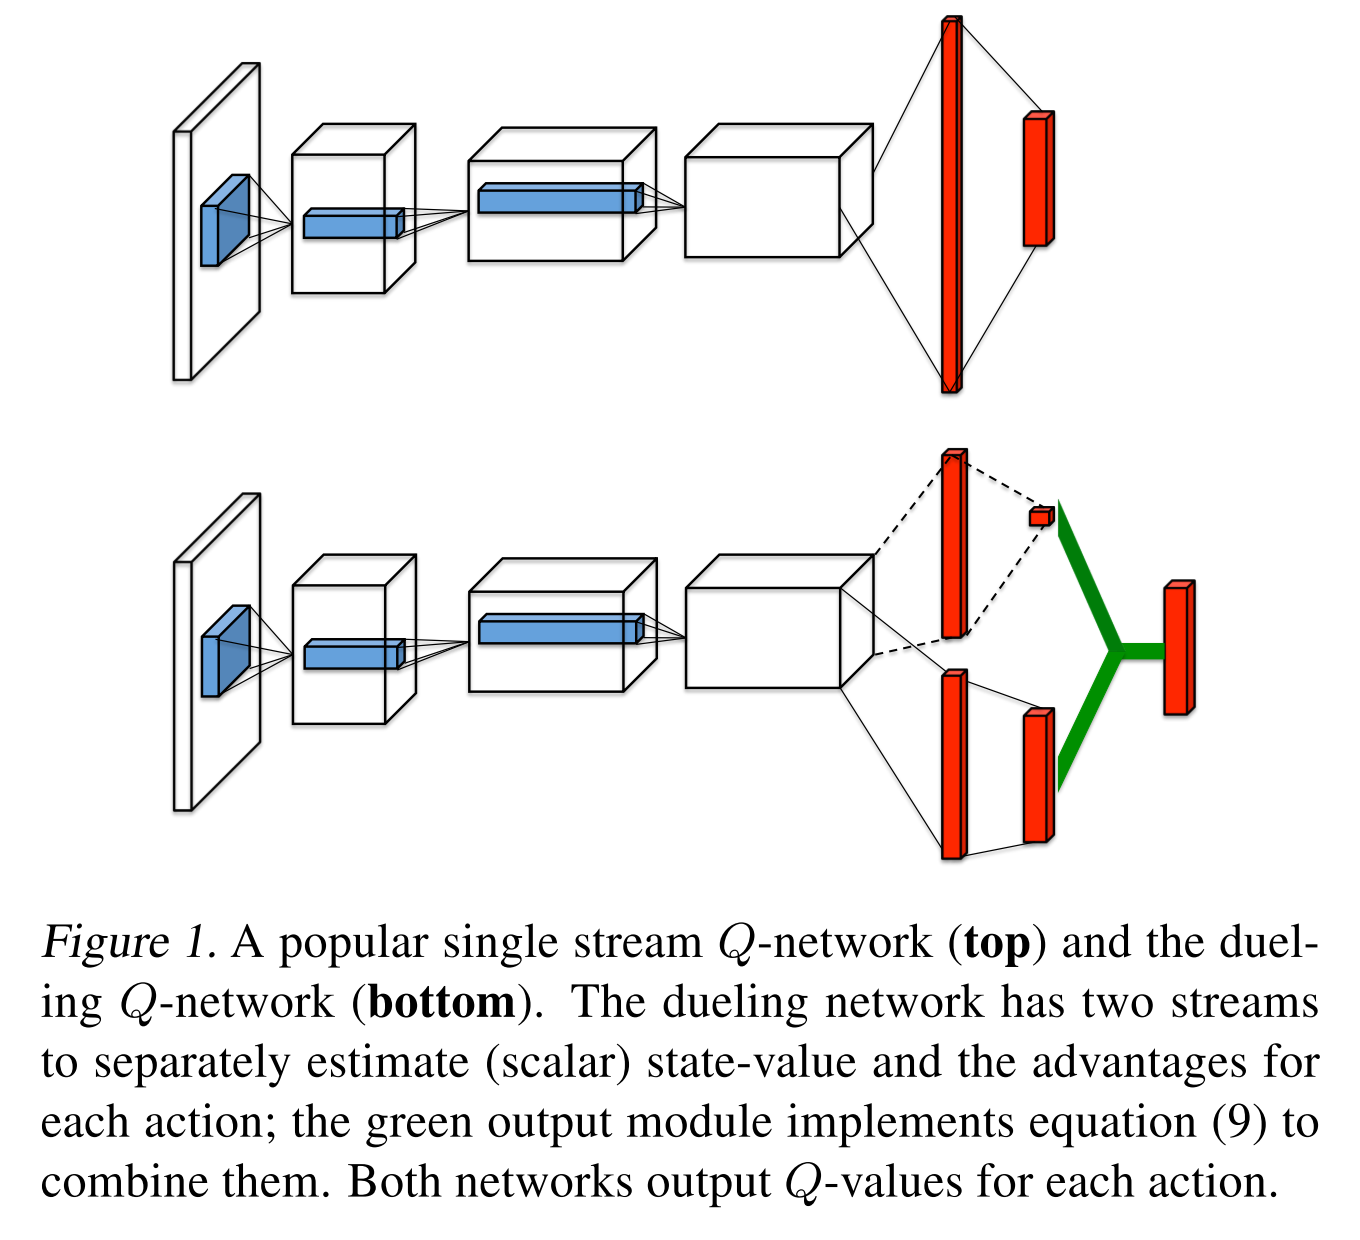 Figure 1. A popular single stream Q-network (top) and the duel-
ing Q-network (bottom). The dueling network has two streams
to separately estimate (scalar) state-value and the advantages for
each action; the green output module implements equation (9) to
combine them. Both networks output Q-values for each action.